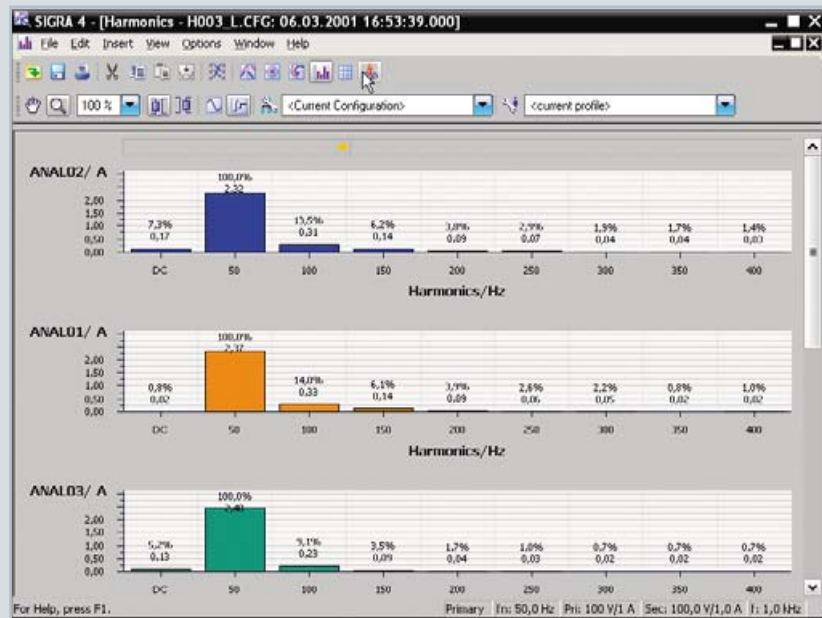 SIGRA 4 - [Harmonics - H003_L.CFG: 06.03.2001 16:53:39.000]
File Edit Insert View Options Window Help
100 % <Current Configuration> <current profile>
ANAL02/ A
2,00
1,50
1,00
0,50
0,00
7,3% 100,0% 13,5% 6,2% 3,8% 2,9% 1,9% 1,7% 1,4%
0,17 2,32 0,31 0,14 0,09 0,07 0,04 0,04 0,03
DC 50 100 150 200 250 300 350 400
Harmonics/Hz
ANAL01/ A
2,00
1,50
1,00
0,50
0,00
0,8% 100,0% 14,0% 6,1% 3,9% 2,6% 2,2% 0,8% 1,0%
0,02 2,37 0,33 0,14 0,09 0,06 0,05 0,02 0,02
DC 50 100 150 200 250 300 350 400
Harmonics/Hz
ANAL03/ A
2,00
1,50
1,00
0,50
0,00
5,2% 100,0% 9,1% 3,5% 1,7% 1,0% 0,7% 0,7% 0,7%
0,13 2,48 0,23 0,09 0,04 0,03 0,02 0,02 0,02
DC 50 100 150 200 250 300 350 400
For Help, press F1. Primary fn: 50,0 Hz Pri: 100 V/1 A Sec: 100,0 V/1,0 A f: 1,0 kHz